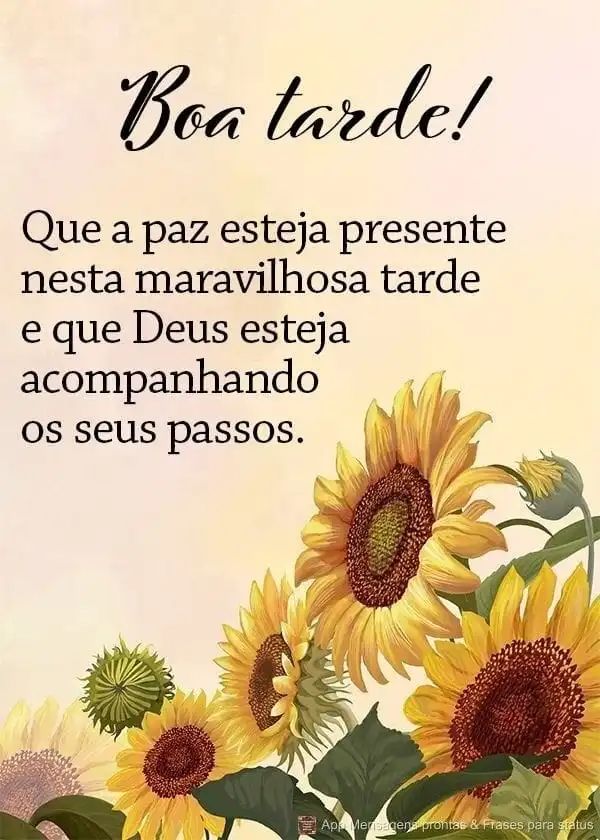 Boa tarde!
Que a paz esteja presente
nesta maravilhosa tarde
e que Deus esteja
acompanhando
os seus passos.
App Mensagens prontas & Frases para status